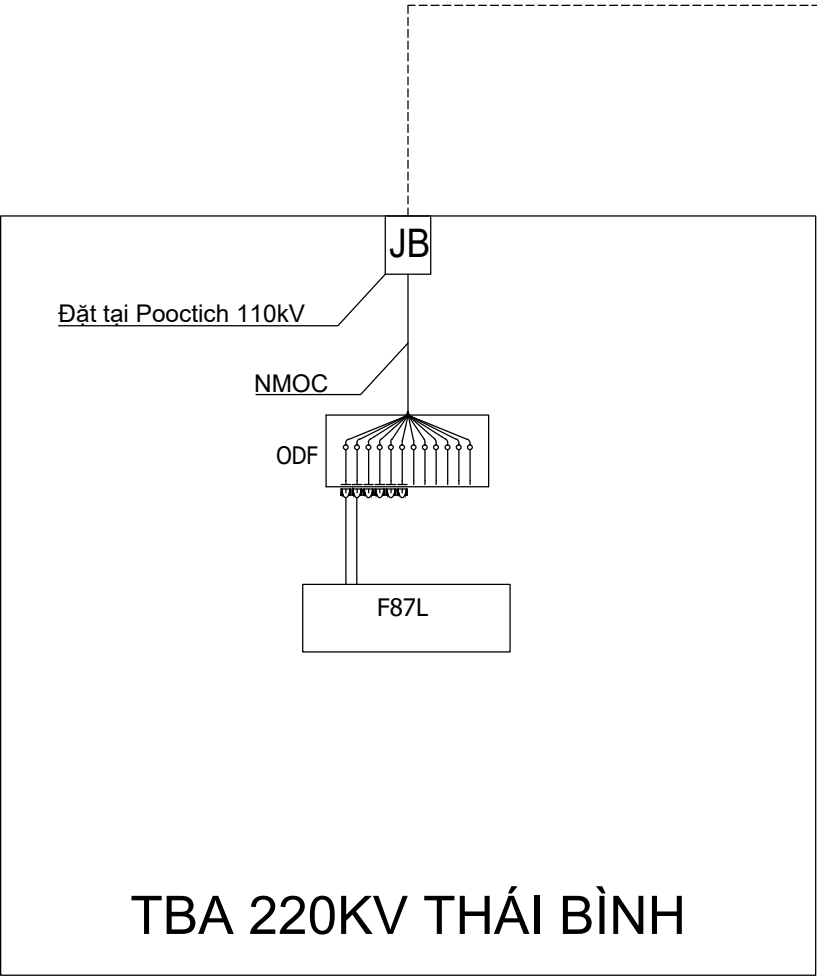 JB
Đặt tại Pooctich 110kV
NMOC
ODF
F87L
TBA 220KV THÁI BÌNH